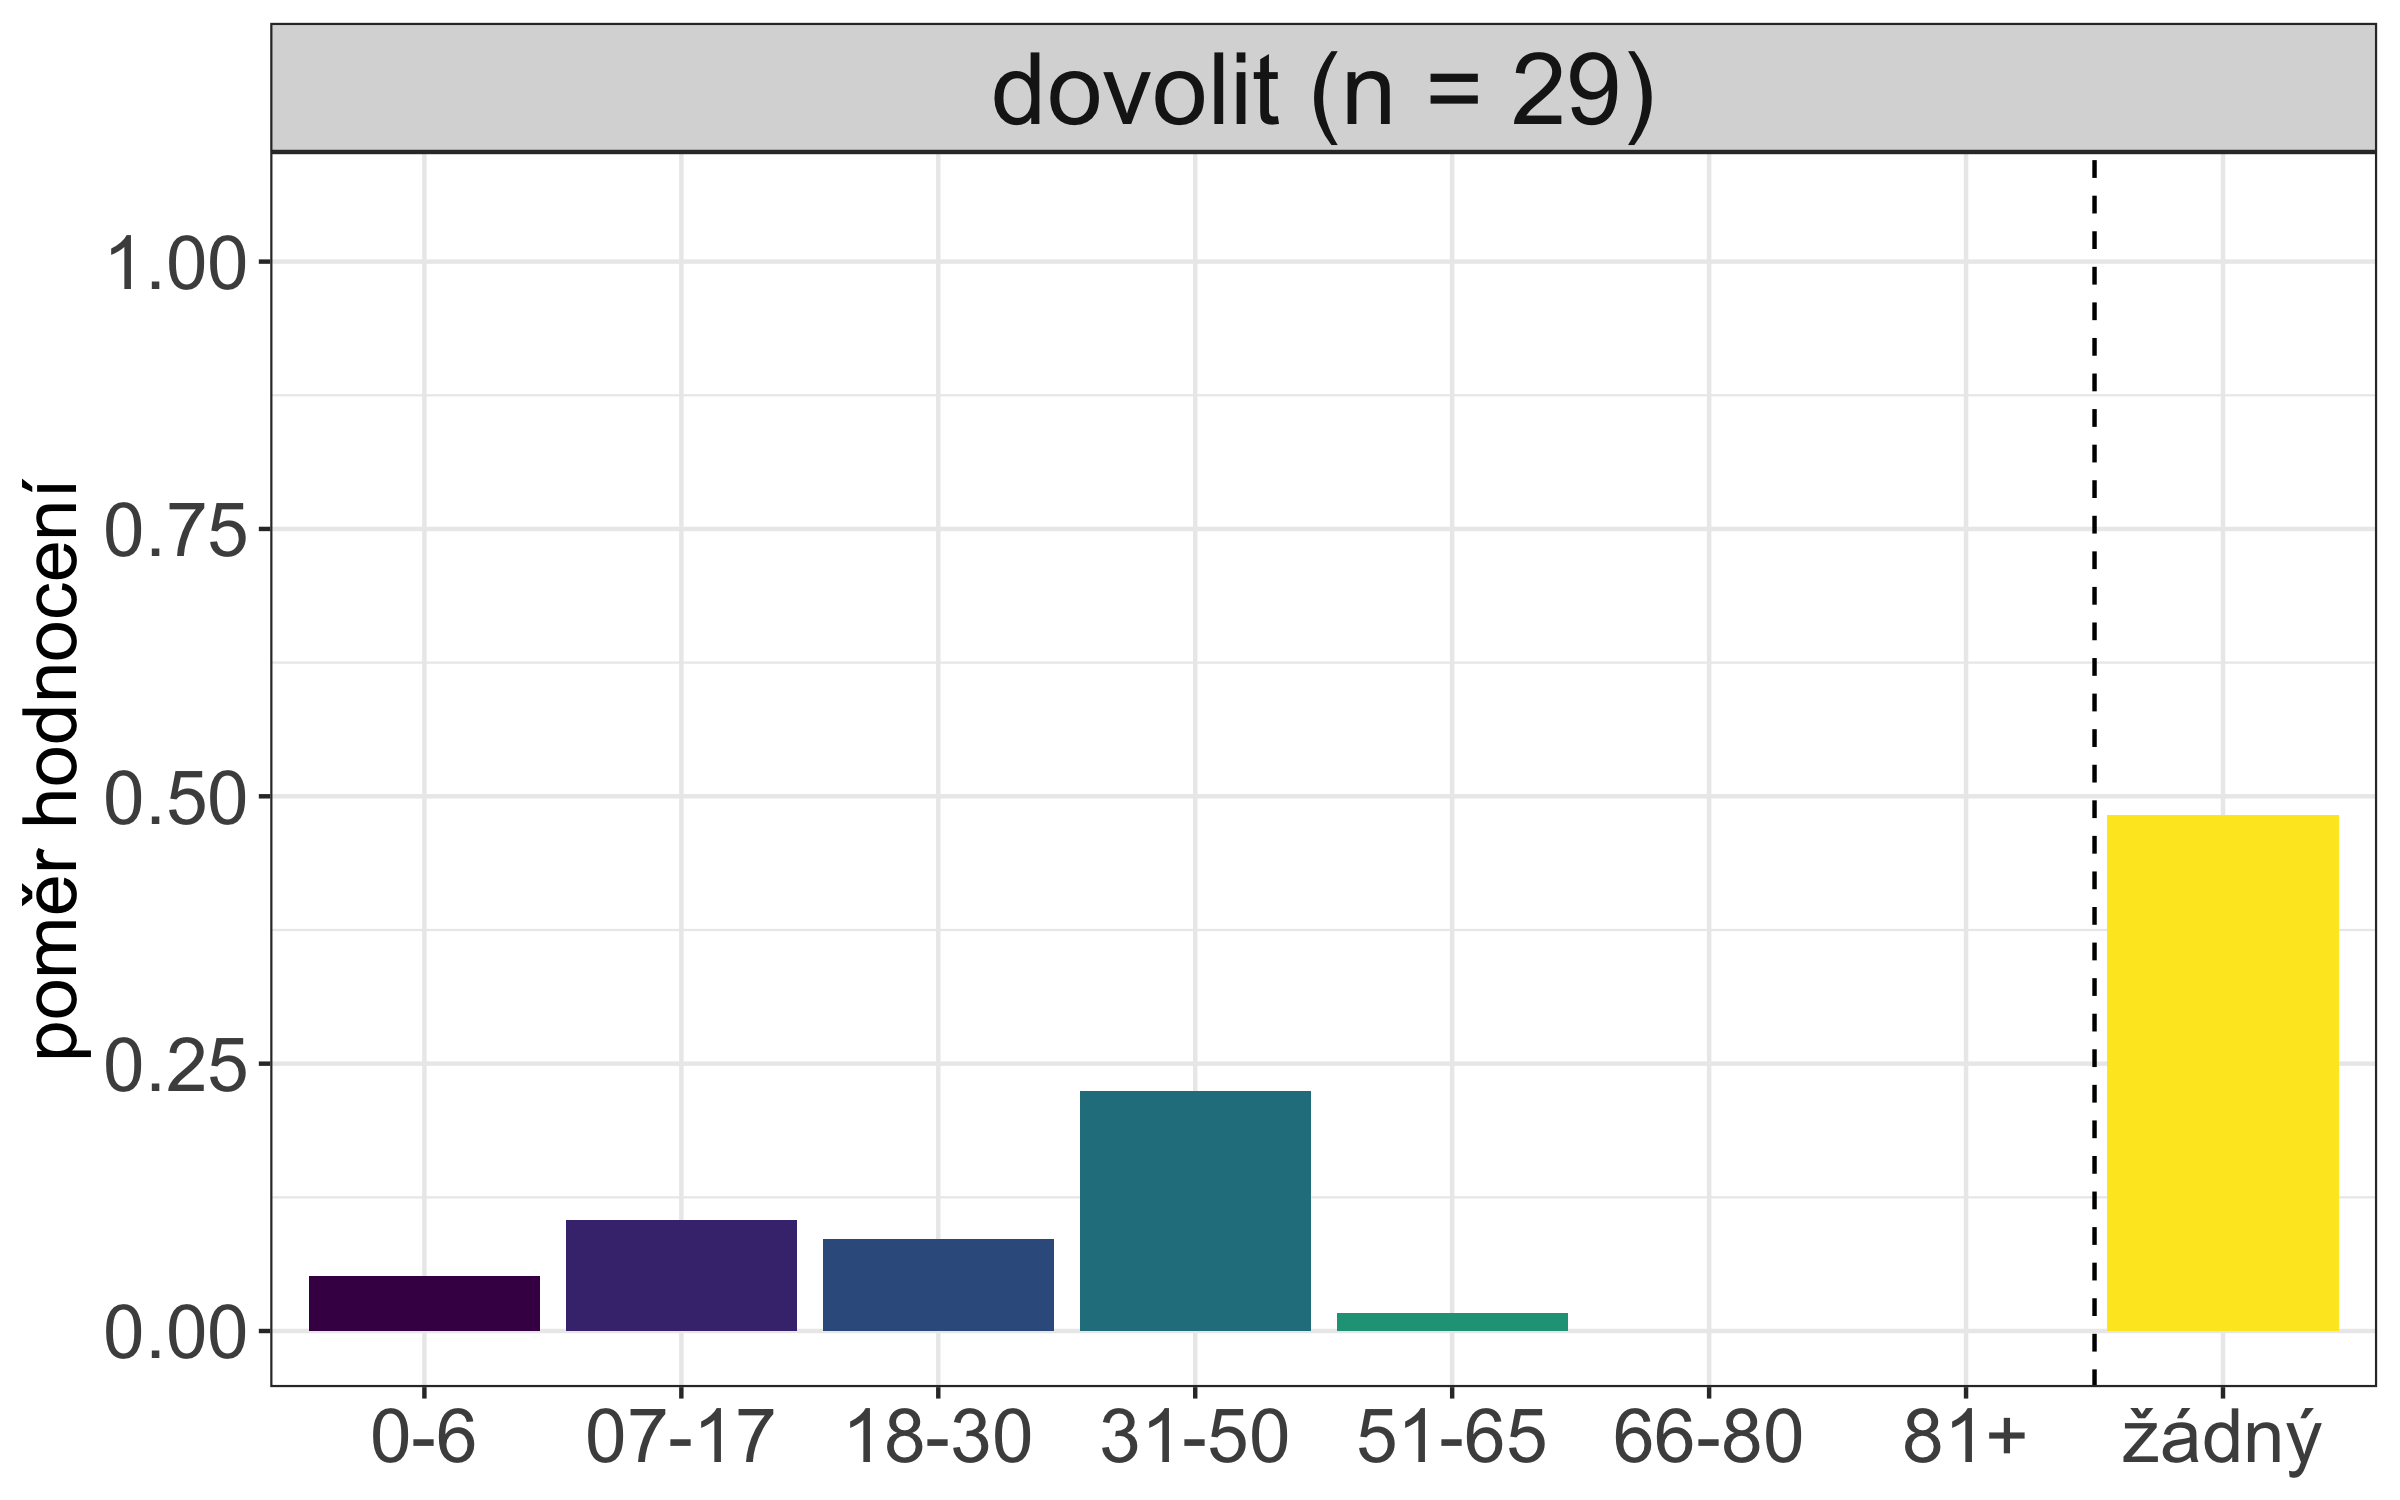 dovolit (n = 29)
poměr hodnocení
1.00
0.75
0.50
0.25
0.00
0-6 07-17 18-30 31-50 51-65 66-80 81+ žádný